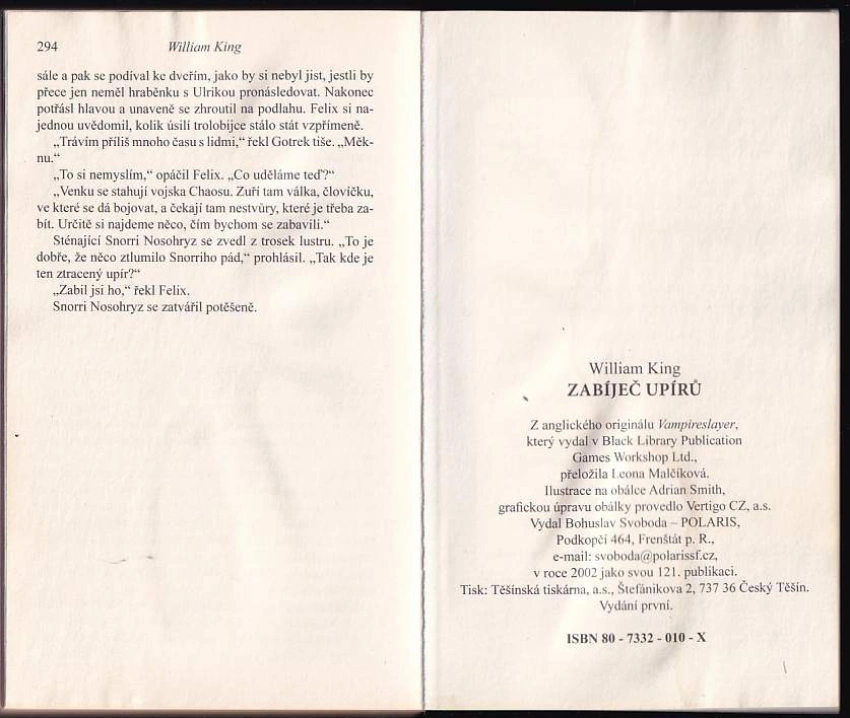 294
William King
sále a pak se podíval ke dveřím, jako by si nebyl jist, jestli by
přece jen neměl hraběnku s Ulrikou pronásledovat. Nakonec
potřásl hlavou a unaveně se zhroutil na podlahu. Felix si na-
jednou uvědomil, kolik úsilí trolobijce stálo stát vzpřímeně.
„Trávím příliš mnoho času s lidmi,“ řekl Gotrek tiše. „Měk-
nu.“
„To si nemyslím,“ opáčil Felix. „Co uděláme teď?“
„Venku se stahují vojska Chaosu. Zuří tam válka, človíčku,
ve které se dá bojovat, a čekají tam nestvůry, které je třeba za-
bít. Určitě si najdeme něco, čím bychom se zabavili.“
Sténající Snorri Nosohryz se zvedl z trosek lustru. „To je
dobře, že něco ztlumilo Snorriho pád,“ prohlásil. „Tak kde je
ten ztracený upír?“
„Zabil jsi ho,“ řekl Felix.
Snorri Nosohryz se zatvářil potěšeně.
William King
ZABÍJEČ UPÍRŮ
Z anglického originálu Vampireslayer,
který vydal v Black Library Publication
Games Workshop Ltd.,
přeložila Leona Malčíková.
Ilustrace na obálce Adrian Smith,
grafickou úpravu obálky provedlo Vertigo CZ, a.s.
Vydal Bohuslav Svoboda – POLARIS,
Podkopčí 464, Frenštát p. R.,
e-mail: svoboda@polarissf.cz,
v roce 2002 jako svou 121. publikaci.
Tisk: Těšínská tiskárna, a.s., Štefánikova 2, 737 36 Český Těšín.
Vydání první.
ISBN 80 - 7332 - 010 - X